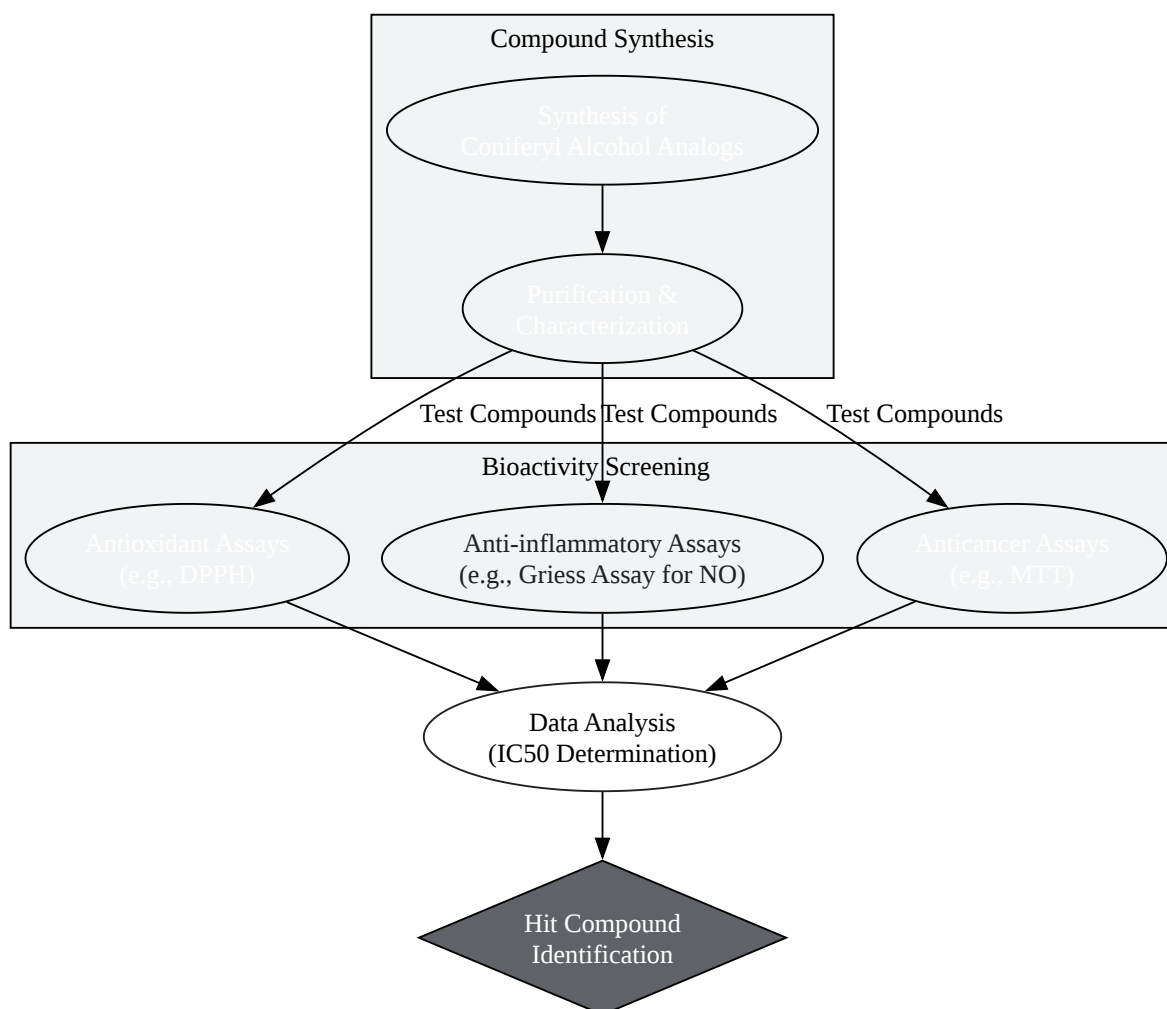 Compound Synthesis
Synthesis of
Coniferyl Alcohol Analogs
Purification &
Characterization
Test Compounds Test Compounds Test Compounds
Bioactivity Screening
Antioxidant Assays
(e.g., DPPH)
Anti-inflammatory Assays
(e.g., Griess Assay for NO)
Anticancer Assays
(e.g., MTT)
Data Analysis
(IC50 Determination)
Hit Compound
Identification